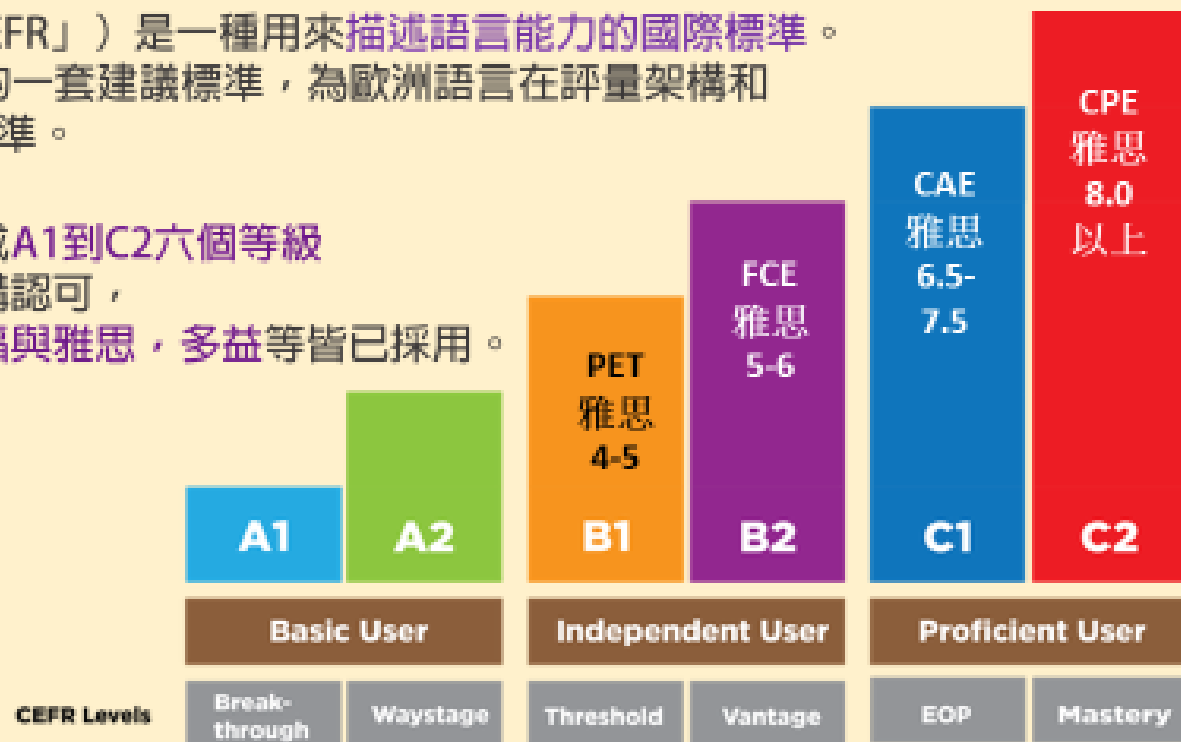 EFR」）是一種用來描述語言能力的國際標準。
的一套建議標準，為歐洲語言在評量架構和
準。
成A1到C2六個等級
構認可，
福與雅思，多益等皆已採用。
PET
雅思
4-5
B1
FCE
雅思
5-6
B2
CAE
雅思
6.5-
7.5
C1
CPE
雅思
8.0
以上
C2
A1
A2
Basic User
Independent User
Proficient User
CEFR Levels
Break-
through
Waystage
Threshold
Vantage
EOP
Mastery